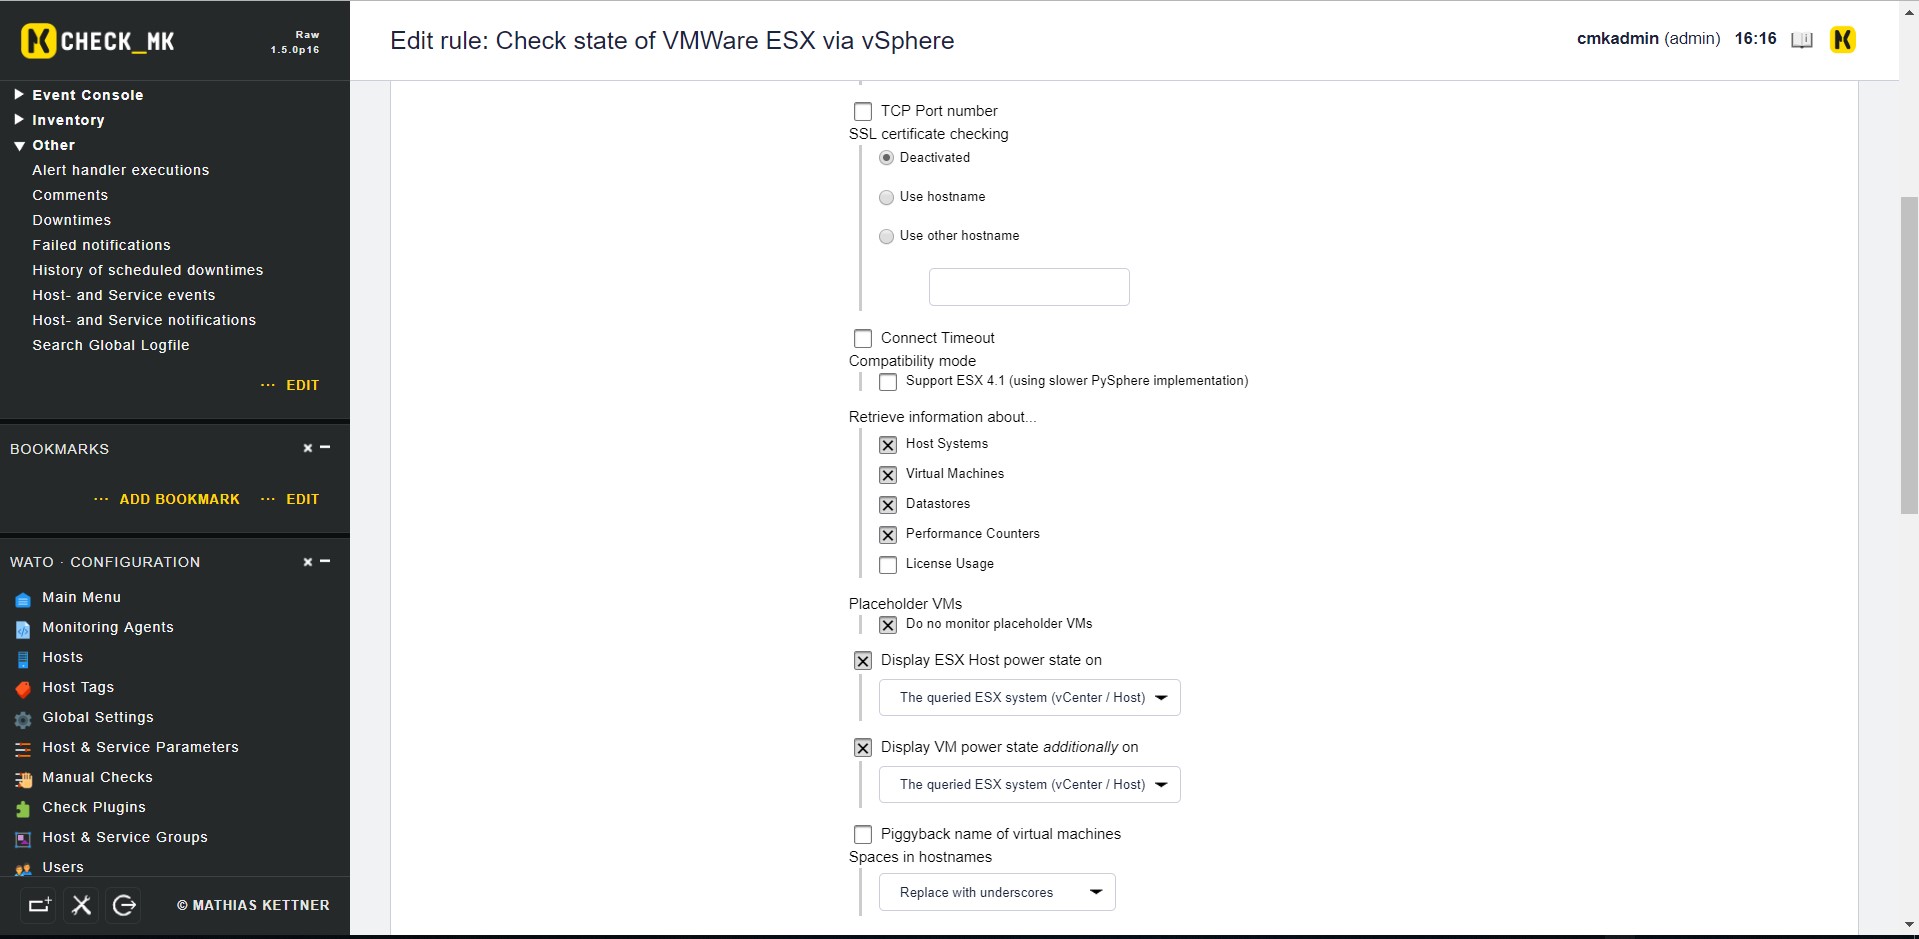 CHECK_MK
Raw
1.5.0p16
Edit rule: Check state of VMWare ESX via vSphere
cmkadmin (admin) 16:16
Event Console
Inventory
Other
Alert handler executions
Comments
Downtimes
Failed notifications
History of scheduled downtimes
Host- and Service events
Host- and Service notifications
Search Global Logfile
··· EDIT
BOOKMARKS
··· ADD BOOKMARK ··· EDIT
WATO · CONFIGURATION
Main Menu
Monitoring Agents
Hosts
Host Tags
Global Settings
Host & Service Parameters
Manual Checks
Check Plugins
Host & Service Groups
Users
© MATHIAS KETTNER
TCP Port number
SSL certificate checking
Deactivated
Use hostname
Use other hostname
Connect Timeout
Compatibility mode
Support ESX 4.1 (using slower PySphere implementation)
Retrieve information about...
Host Systems
Virtual Machines
Datastores
Performance Counters
License Usage
Placeholder VMs
Do no monitor placeholder VMs
Display ESX Host power state on
The queried ESX system (vCenter / Host)
Display VM power state additionally on
The queried ESX system (vCenter / Host)
Piggyback name of virtual machines
Spaces in hostnames
Replace with underscores